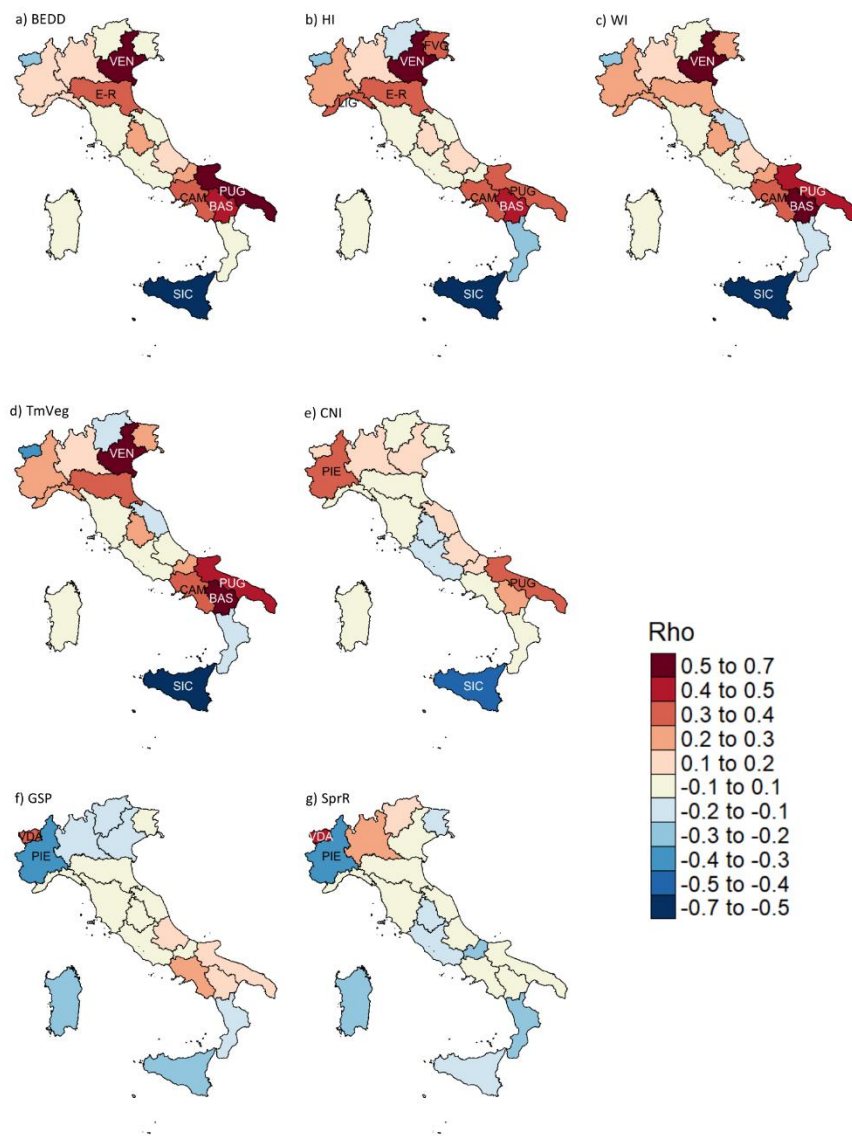 a) BEDD
b) HI
c) WI
VEN
E-R
CAM
PUG
BAS
SIC
VEN
FVG
E-R
LIG
CAM
PUG
BAS
SIC
VEN
CAM
PUG
BAS
SIC
d) TmVeg
e) CNI
VEN
CAM
PUG
BAS
SIC
PIE
PUG
SIC
Rho
0.5 to 0.7
0.4 to 0.5
0.3 to 0.4
0.2 to 0.3
0.1 to 0.2
-0.1 to 0.1
-0.2 to -0.1
-0.3 to -0.2
-0.4 to -0.3
-0.5 to -0.4
-0.7 to -0.5
f) GSP
g) SprR
VDA
PIE
VDA
PIE